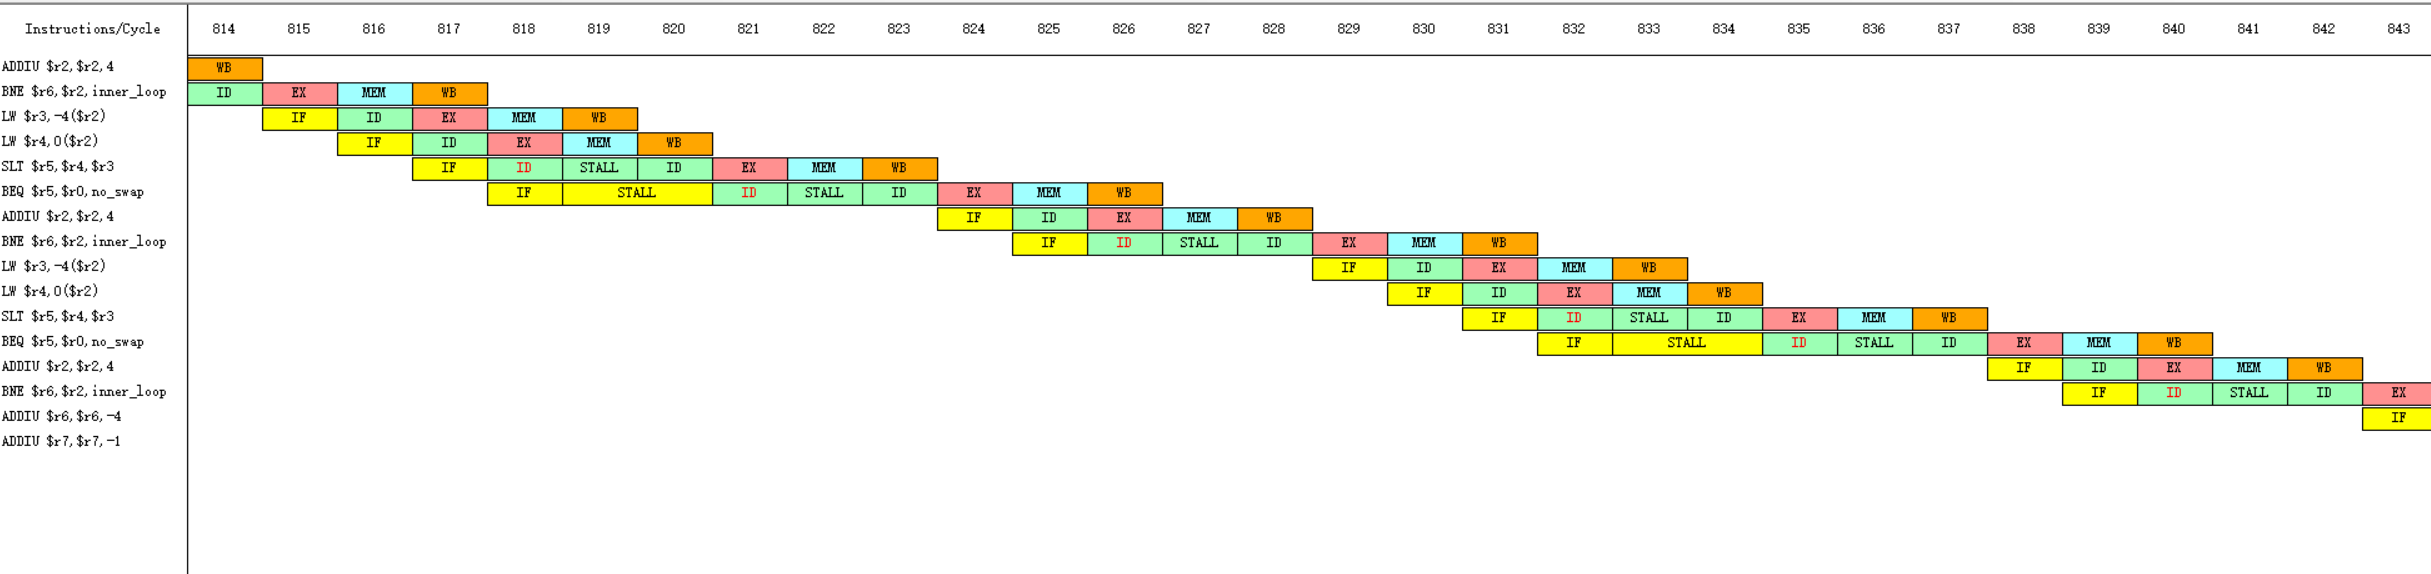 Instructions/Cycle 814 815 816 817 818 819 820 821 822 823 824 825 826 827 828 829 830 831 832 833 834 835 836 837 838 839 840 841 842 843
ADDIU $r2,$r2,4 WB
BNE $r6,$r2,inner_loop ID EX MEM WB
LW $r3,-4($r2) IF ID EX MEM WB
LW $r4,0($r2) IF ID EX MEM WB
SLT $r5,$r4,$r3 IF ID STALL ID EX MEM WB
BEQ $r5,$r0,no_swap IF STALL ID STALL ID EX MEM WB
ADDIU $r2,$r2,4 IF ID EX MEM WB
BNE $r6,$r2,inner_loop IF ID STALL ID EX MEM WB
LW $r3,-4($r2) IF ID EX MEM WB
LW $r4,0($r2) IF ID EX MEM WB
SLT $r5,$r4,$r3 IF ID STALL ID EX MEM WB
BEQ $r5,$r0,no_swap IF STALL ID STALL ID EX MEM WB
ADDIU $r2,$r2,4 IF ID EX MEM WB
BNE $r6,$r2,inner_loop IF ID STALL ID EX
ADDIU $r6,$r6,-4 IF
ADDIU $r7,$r7,-1